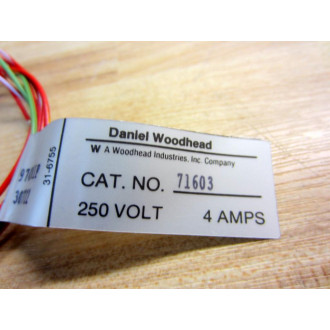 Daniel Woodhead
W A Woodhead Industries, Inc. Company
CAT. NO. 71603
250 VOLT 4 AMPS
31-6755